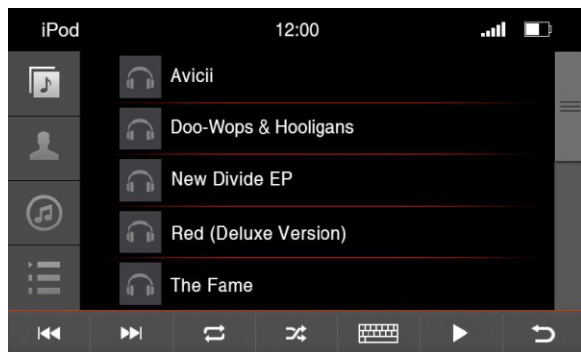 iPod
12:00
Avicii
Doo-Wops & Hooligans
New Divide EP
Red (Deluxe Version)
The Fame